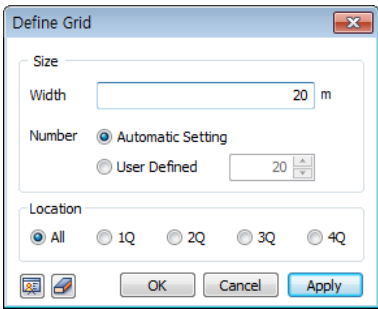 Define Grid
Size
Width 20 m
Number Automatic Setting
User Defined 20
Location
All 1Q 2Q 3Q 4Q
OK Cancel Apply